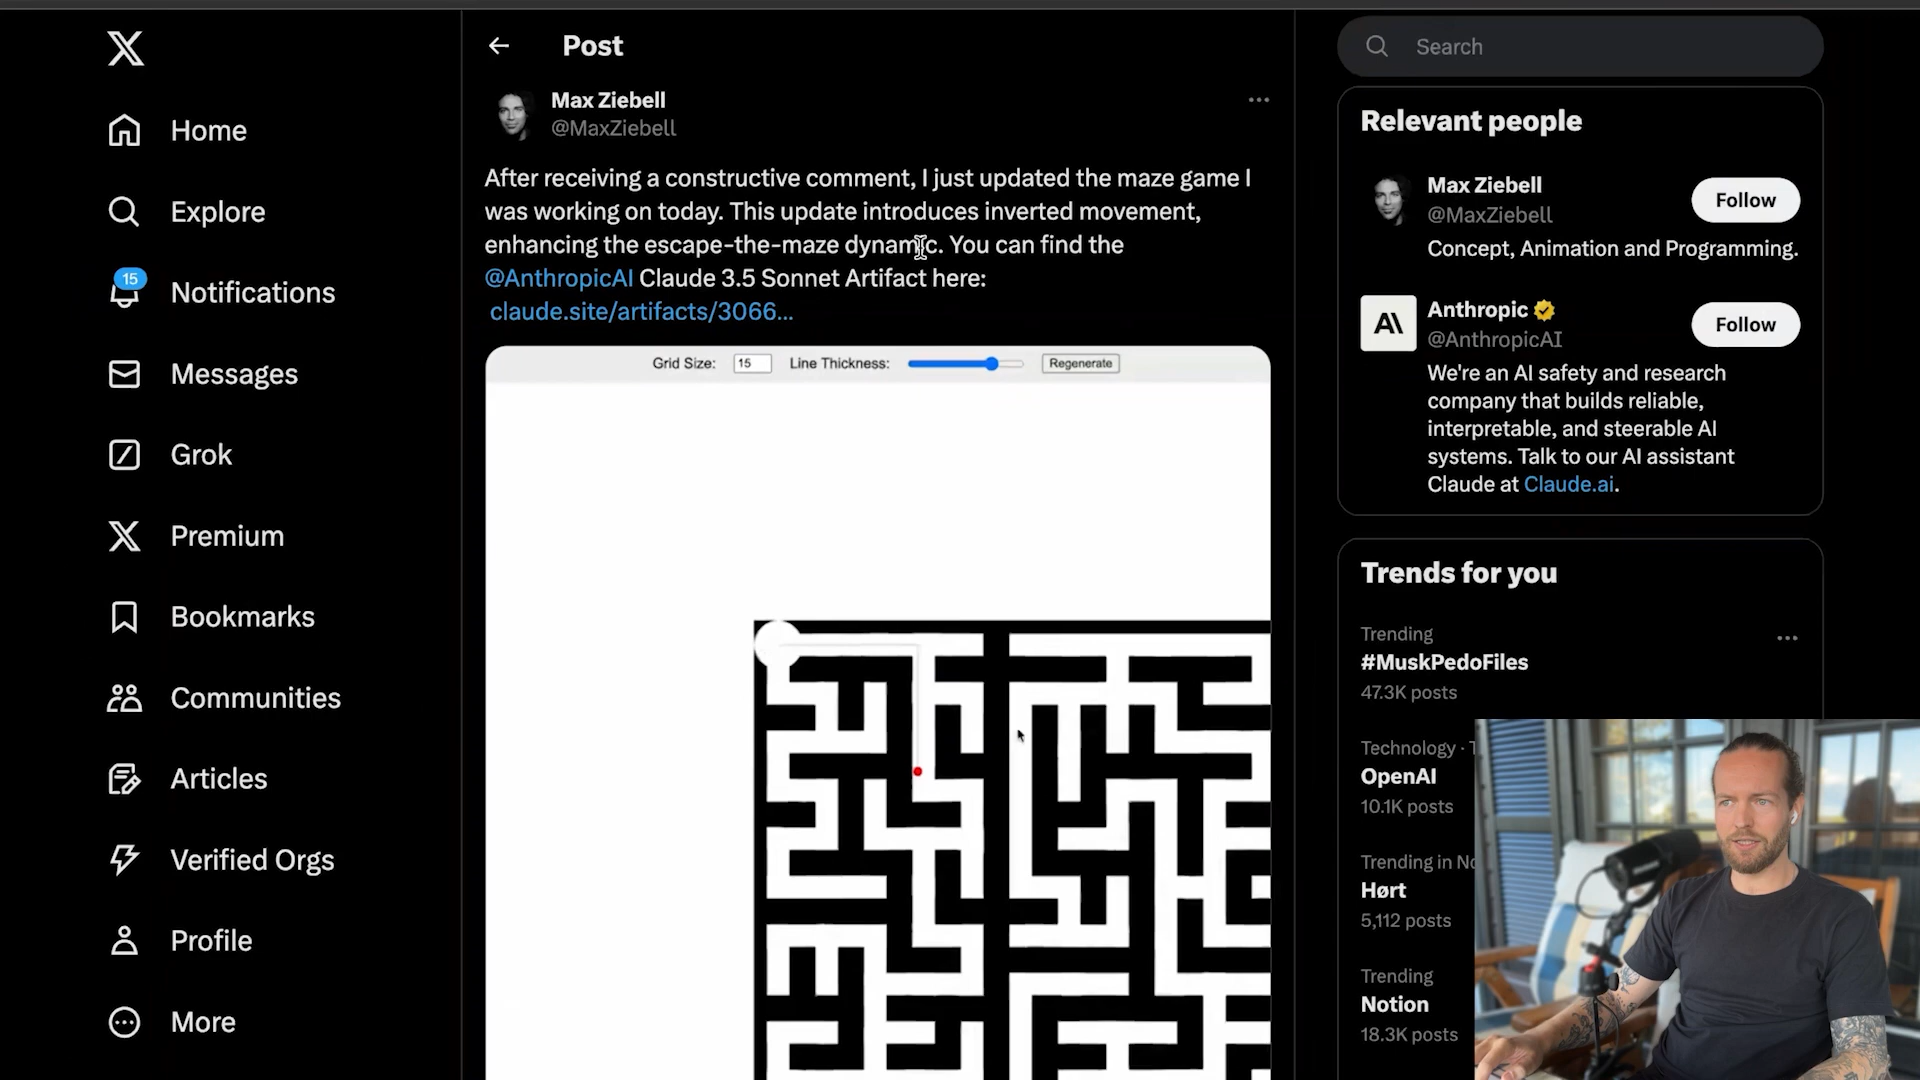 Home
Explore
15
Notifications
Messages
Grok
Premium
Bookmarks
Communities
Articles
Verified Orgs
Profile
More
Post
Max Ziebell
@MaxZiebell
After receiving a constructive comment, I just updated the maze game I
was working on today. This update introduces inverted movement,
enhancing the escape-the-maze dynamic. You can find the
@AnthropicAI Claude 3.5 Sonnet Artifact here:
claude.site/artifacts/3066...
Grid Size: 15 Line Thickness: Regenerate
Search
Relevant people
Max Ziebell
@MaxZiebell
Follow
Concept, Animation and Programming.
Anthropic
@AnthropicAI
Follow
We're an AI safety and research
company that builds reliable,
interpretable, and steerable AI
systems. Talk to our AI assistant
Claude at Claude.ai.
Trends for you
Trending
#MuskPedoFiles
47.3K posts
Technology ·
OpenAI
10.1K posts
Trending in
Hørt
5,112 posts
Trending
Notion
18.3K posts